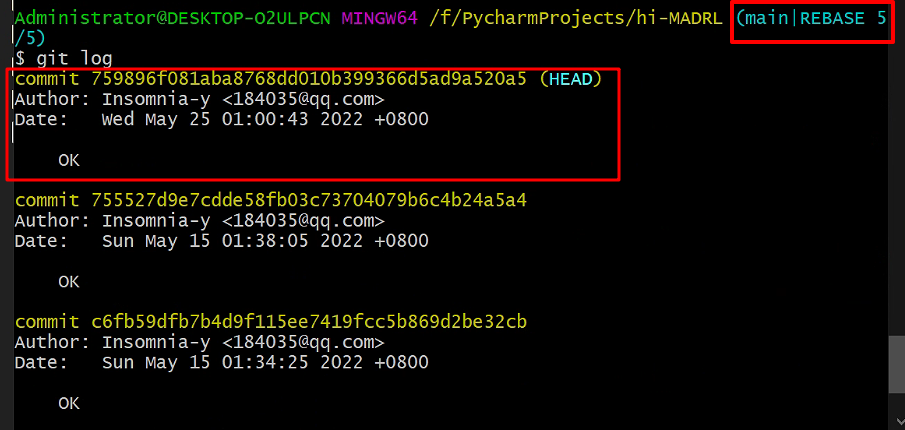 Administrator@DESKTOP-O2ULPCN MINGW64 /f/PycharmProjects/hi-MADRL (main|REBASE 5
/5)
$ git log
commit 759896f081aba8768dd010b399366d5ad9a520a5 (HEAD)
Author: Insomnia-y <184035@qq.com>
Date:   Wed May 25 01:00:43 2022 +0800
OK
commit 755527d9e7cdde58fb03c73704079b6c4b24a5a4
Author: Insomnia-y <184035@qq.com>
Date:   Sun May 15 01:38:05 2022 +0800
OK
commit c6fb59dfb7b4d9f115ee7419fcc5b869d2be32cb
Author: Insomnia-y <184035@qq.com>
Date:   Sun May 15 01:34:25 2022 +0800
OK